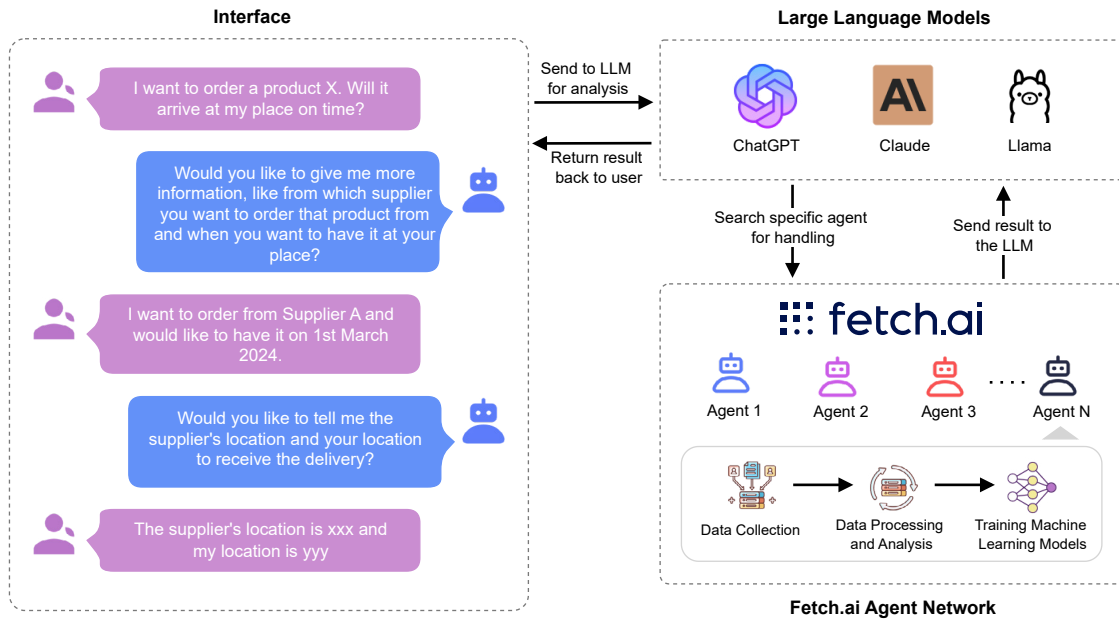 Interface
I want to order a product X. Will it
arrive at my place on time?
Would you like to give me more
information, like from which supplier
you want to order that product from
and when you want to have it at your
place?
I want to order from Supplier A and
would like to have it on 1st March
2024.
Would you like to tell me the
supplier's location and your location
to receive the delivery?
The supplier's location is xxx and
my location is yyy
Send to LLM
for analysis
Return result
back to user
Large Language Models
ChatGPT
Claude
Llama
Search specific agent
for handling
Send result to
the LLM
fetch.ai
Agent 1
Agent 2
Agent 3
....
Agent N
Data Collection
Data Processing
and Analysis
Training Machine
Learning Models
Fetch.ai Agent Network